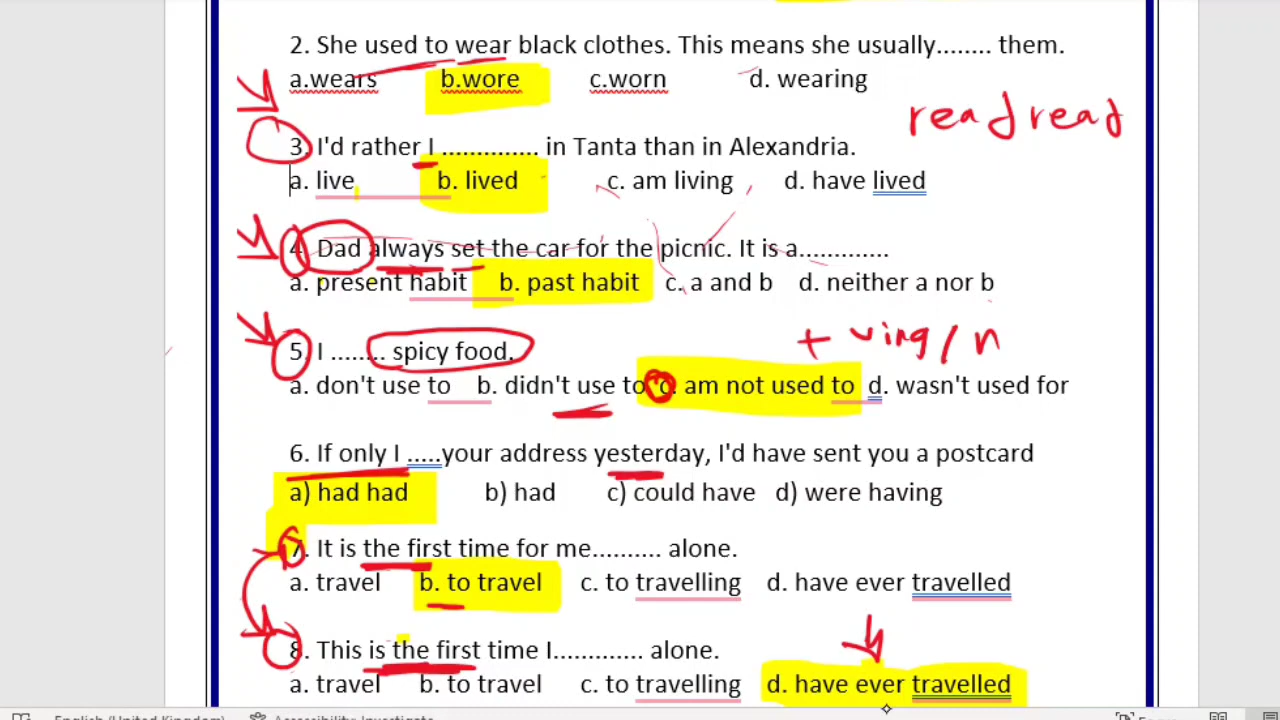 2. She used to wear black clothes. This means she usually........ them.
a.wears b.wore c.worn d. wearing
read read
3. I'd rather I .............. in Tanta than in Alexandria.
a. live b. lived c. am living d. have lived
4. Dad always set the car for the picnic. It is a.............
a. present habit b. past habit c. a and b d. neither a nor b
+ ving/n
5. I ........ spicy food.
a. don't use to b. didn't use to c. am not used to d. wasn't used for
6. If only I .....your address yesterday, I'd have sent you a postcard
a) had had b) had c) could have d) were having
7. It is the first time for me.......... alone.
a. travel b. to travel c. to travelling d. have ever travelled
8. This is the first time I............. alone.
a. travel b. to travel c. to travelling d. have ever travelled
English (United Kingdom) Accessibility: Investigate Focus